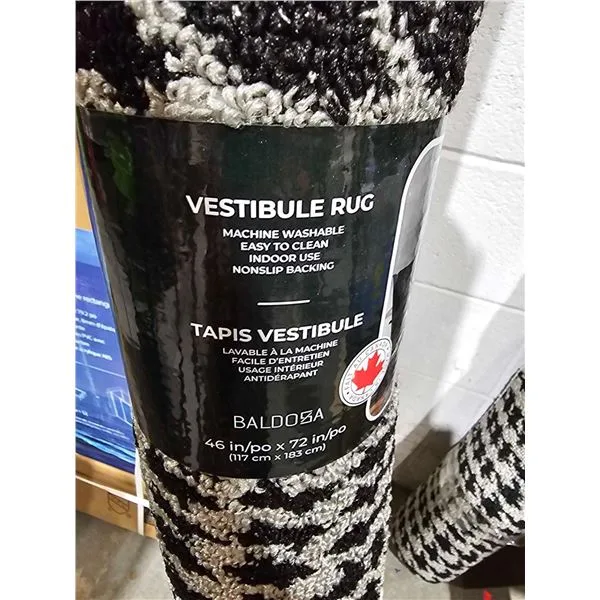 VESTIBULE RUG
MACHINE WASHABLE
EASY TO CLEAN
INDOOR USE
NONSLIP BACKING
TAPIS VESTIBULE
LAVABLE À LA MACHINE
FACILE D'ENTRETIEN
USAGE INTÉRIEUR
ANTIDÉRAPANT
BALDOSA
46 in/po x 72 in/po
(117 cm x 183 cm)